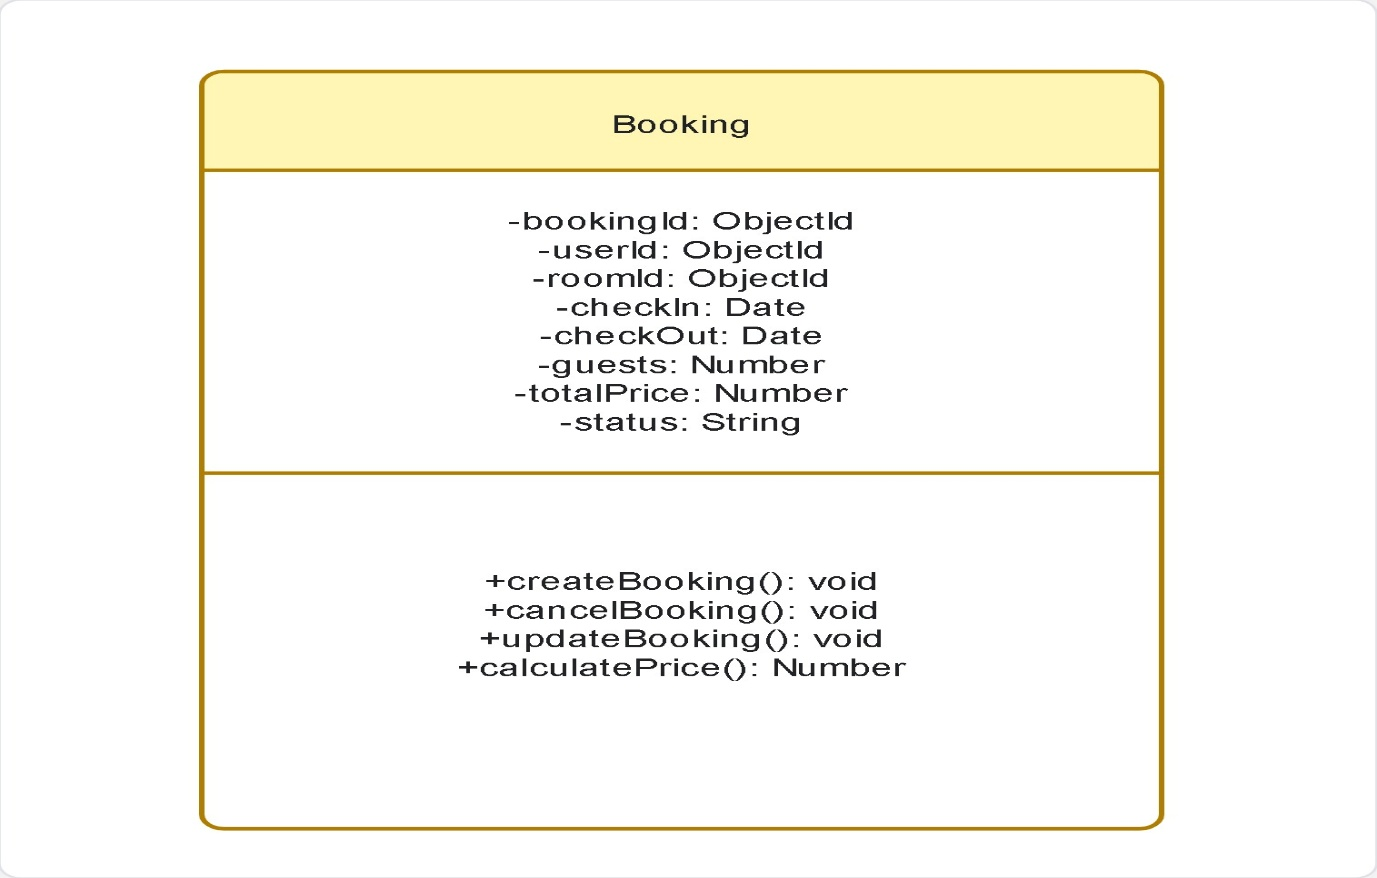 Booking
-bookingId: ObjectId
-userId: ObjectId
-roomId: ObjectId
-checkIn: Date
-checkOut: Date
-guests: Number
-totalPrice: Number
-status: String
+createBooking(): void
+cancelBooking(): void
+updateBooking(): void
+calculatePrice(): Number